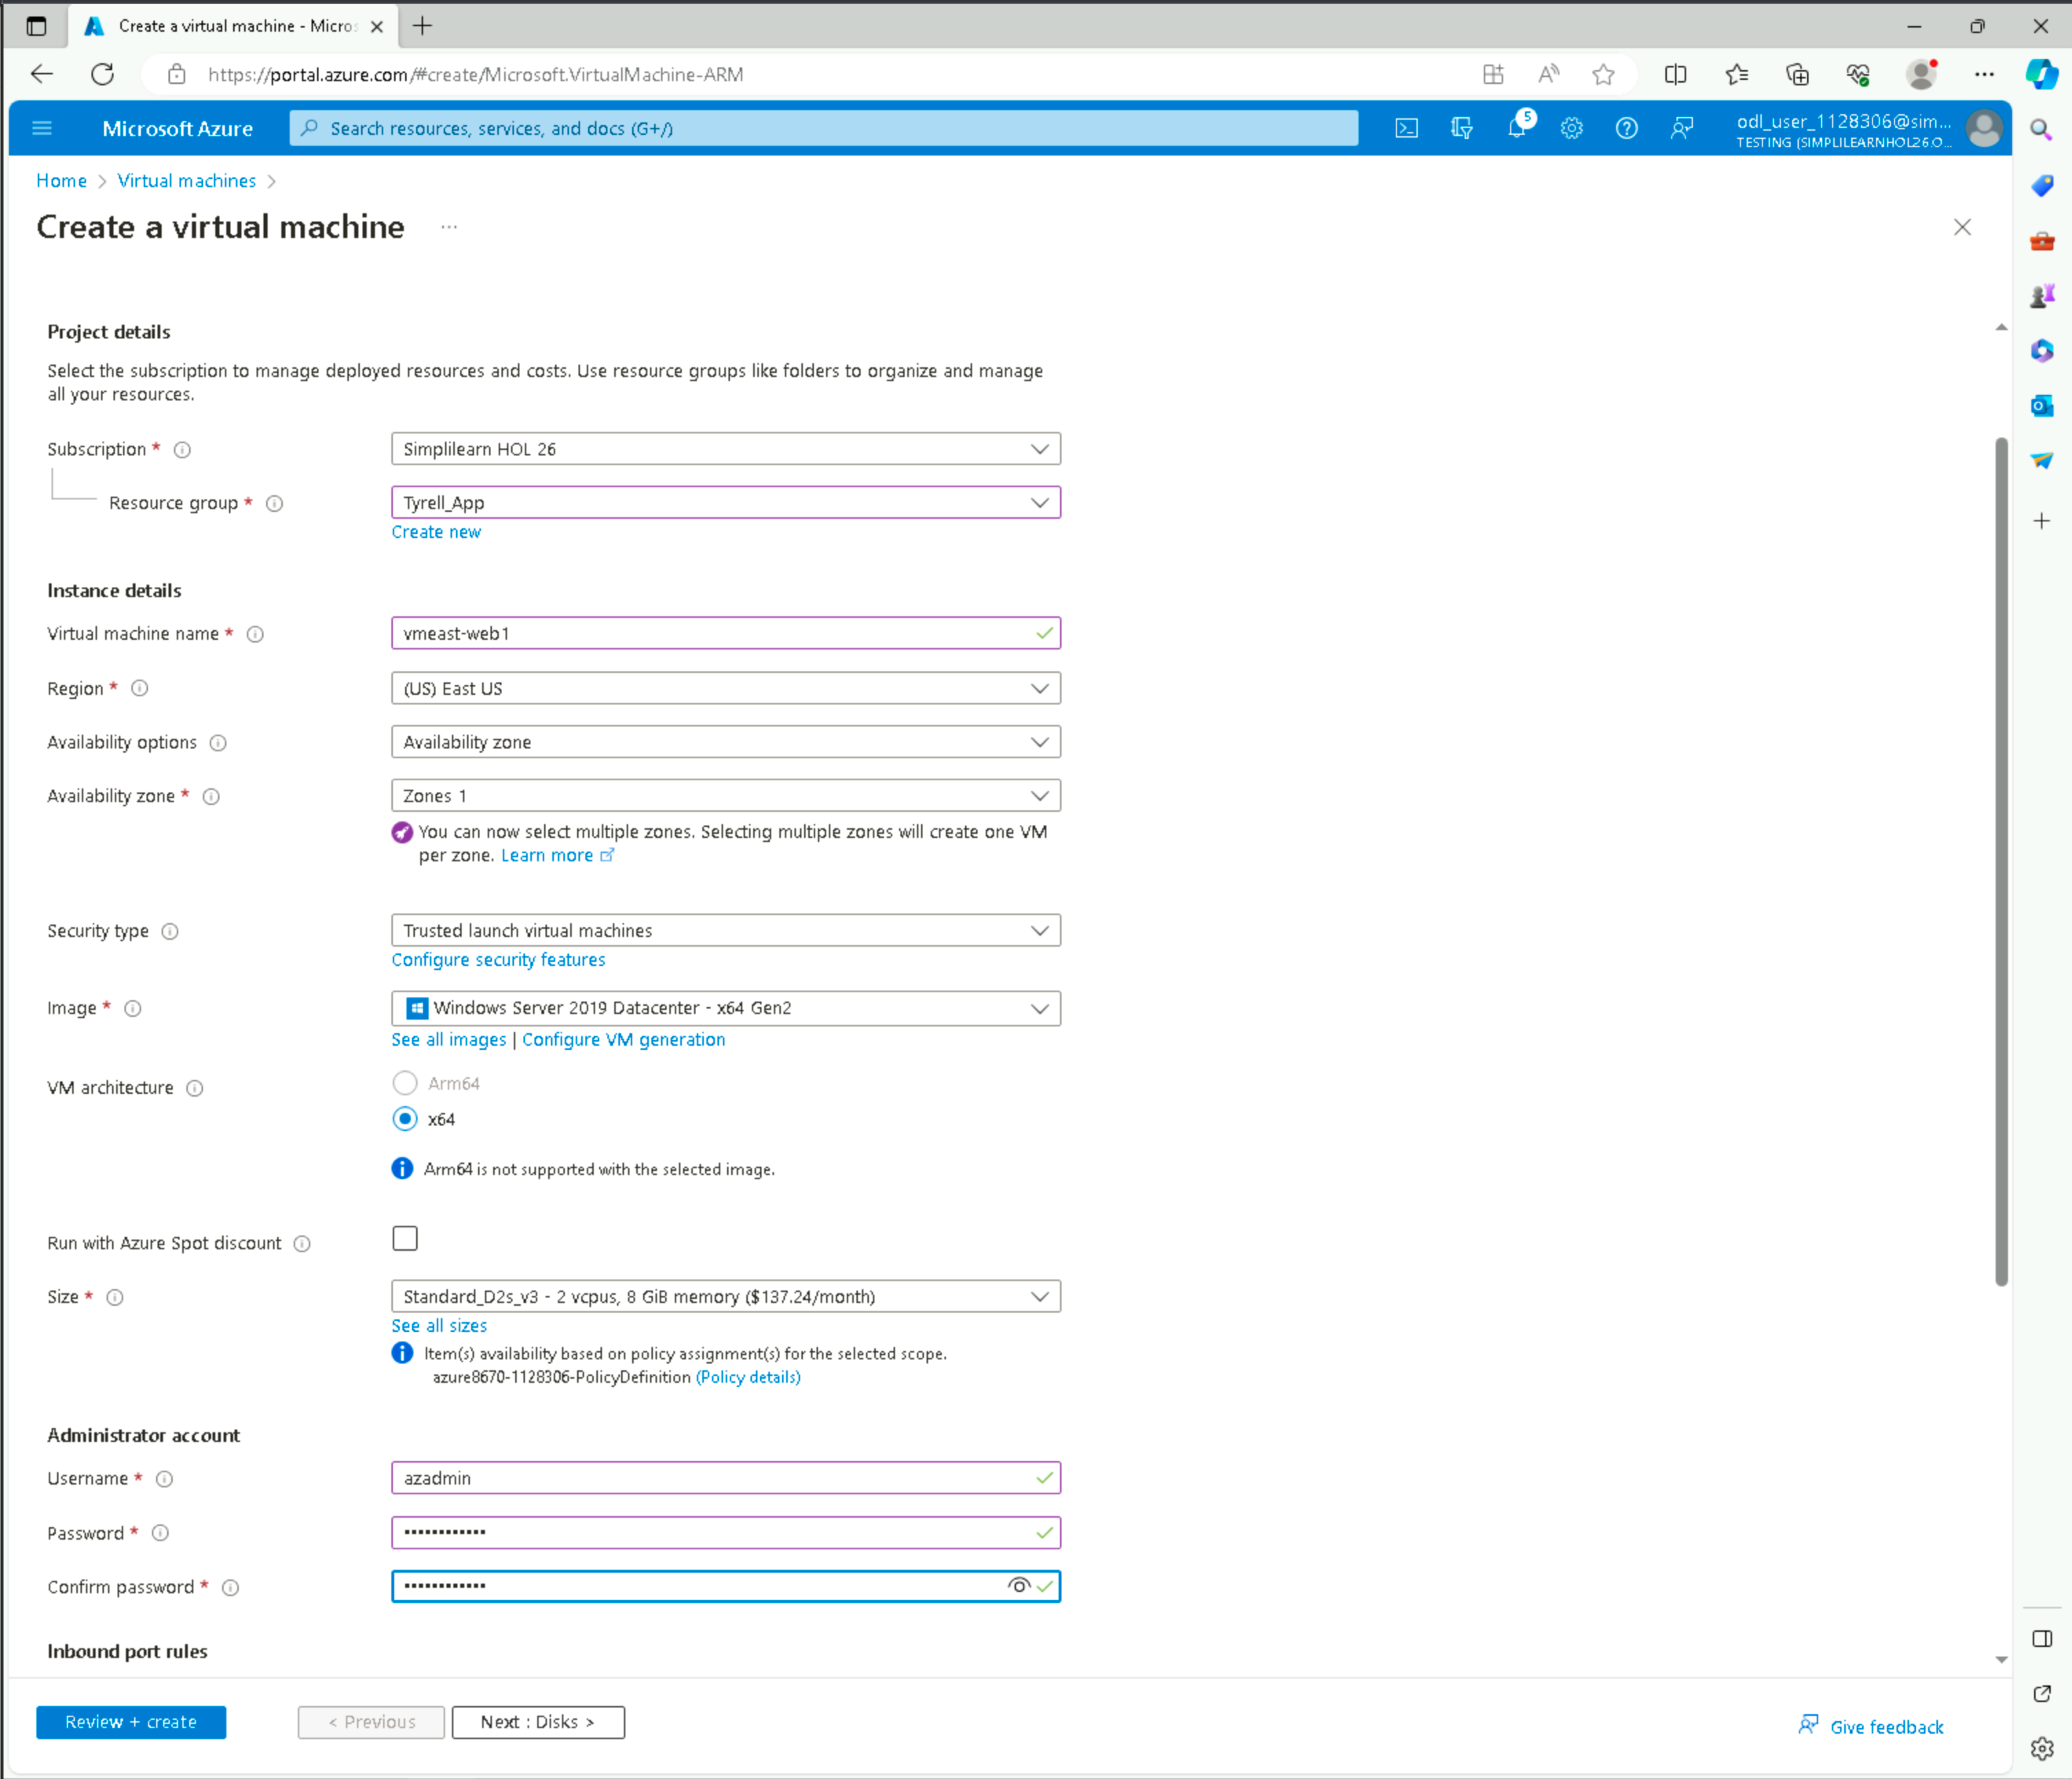 Create a virtual machine - Micros
https://portal.azure.com/#create/Microsoft.VirtualMachine-ARM
Microsoft Azure
Search resources, services, and docs (G+/)
5
odl_user_1128306@sim...
TESTING (SIMPLILEARNHOL26.O...
Home > Virtual machines >
Create a virtual machine ...
Project details
Select the subscription to manage deployed resources and costs. Use resource groups like folders to organize and manage
all your resources.
Subscription *
Simplilearn HOL 26
Resource group *
Tyrell_App
Create new
Instance details
Virtual machine name *
vmeast-web1
Region *
(US) East US
Availability options
Availability zone
Availability zone *
Zones 1
You can now select multiple zones. Selecting multiple zones will create one VM
per zone. Learn more
Security type
Trusted launch virtual machines
Configure security features
Image *
Windows Server 2019 Datacenter - x64 Gen2
See all images | Configure VM generation
VM architecture
Arm64
x64
Arm64 is not supported with the selected image.
Run with Azure Spot discount
Size *
Standard_D2s_v3 - 2 vcpus, 8 GiB memory ($137.24/month)
See all sizes
Item(s) availability based on policy assignment(s) for the selected scope.
azure8670-1128306-PolicyDefinition (Policy details)
Administrator account
Username *
azadmin
Password *
••••••••••••
Confirm password *
••••••••••••
Inbound port rules
Review + create
< Previous
Next : Disks >
Give feedback